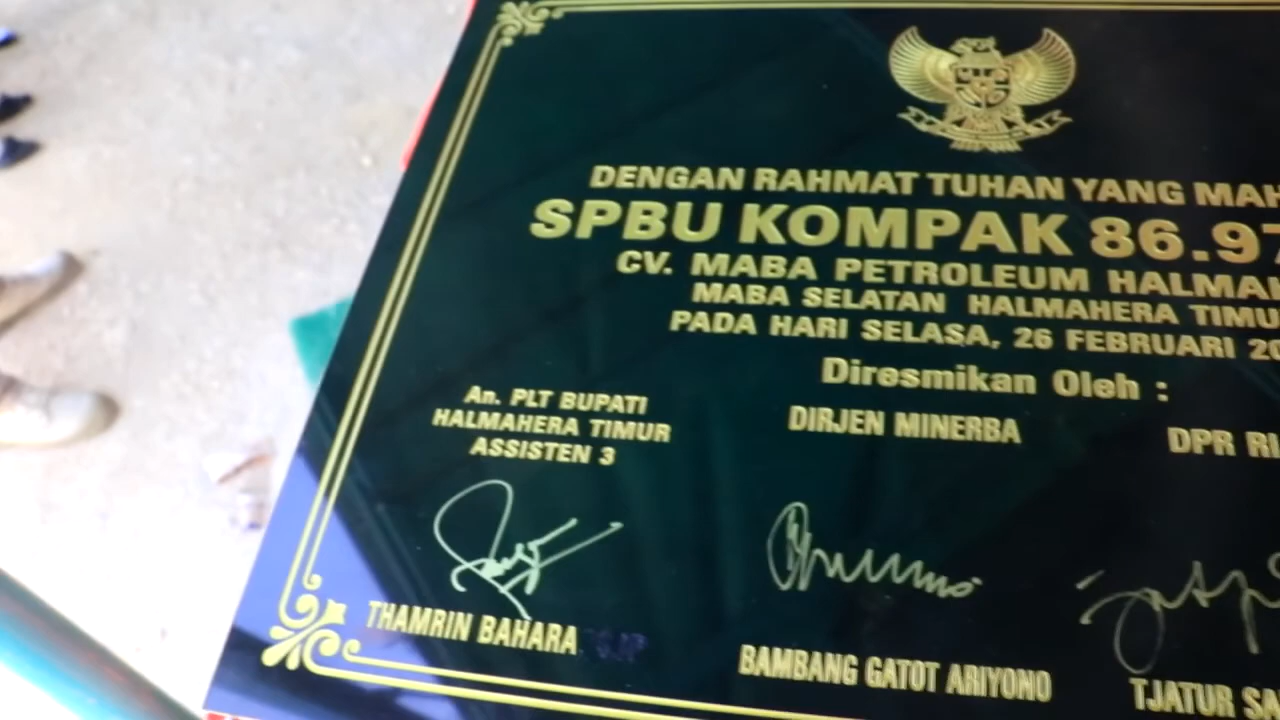 DENGAN RAHMAT TUHAN YANG MAH
SPBU KOMPAK 86.97
CV. MABA PETROLEUM HALMAH
MABA SELATAN HALMAHERA TIMU
PADA HARI SELASA, 26 FEBRUARI 20
Diresmikan Oleh :
An. PLT BUPATI
HALMAHERA TIMUR
ASSISTEN 3
DIRJEN MINERBA
DPR RI
THAMRIN BAHARA
BAMBANG GATOT ARIYONO
TJATUR SA